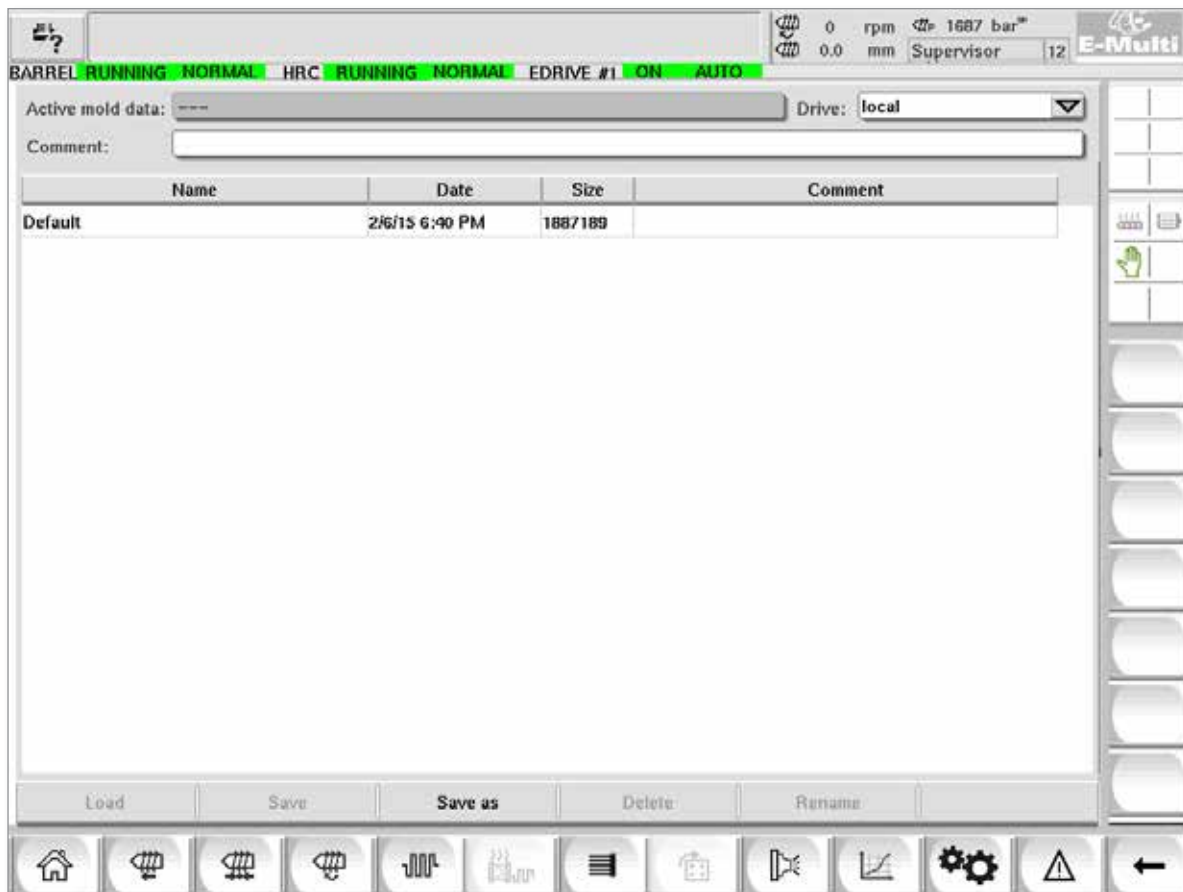 ? 0 rpm 1687 bar
0.0 mm Supervisor 12 E-Multi
BARREL RUNNING NORMAL HRC RUNNING NORMAL EDRIVE #1 ON AUTO
Active mold data: --- Drive: local
Comment:
Name Date Size Comment
Default 2/6/15 6:40 PM 1887189
Load Save Save as Delete Rename